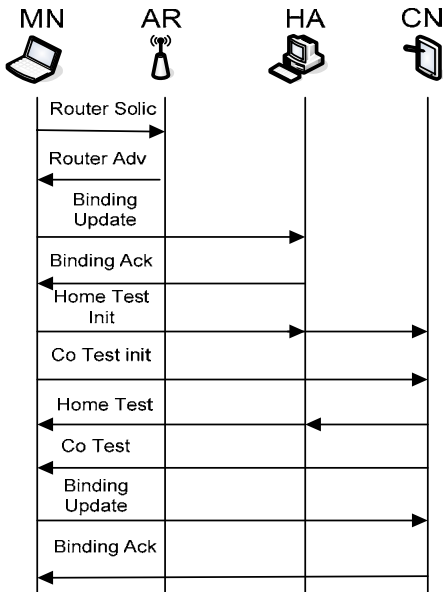 MN AR HA CN
Router Solic
Router Adv
Binding
Update
Binding Ack
Home Test
Init
Co Test init
Home Test
Co Test
Binding
Update
Binding Ack